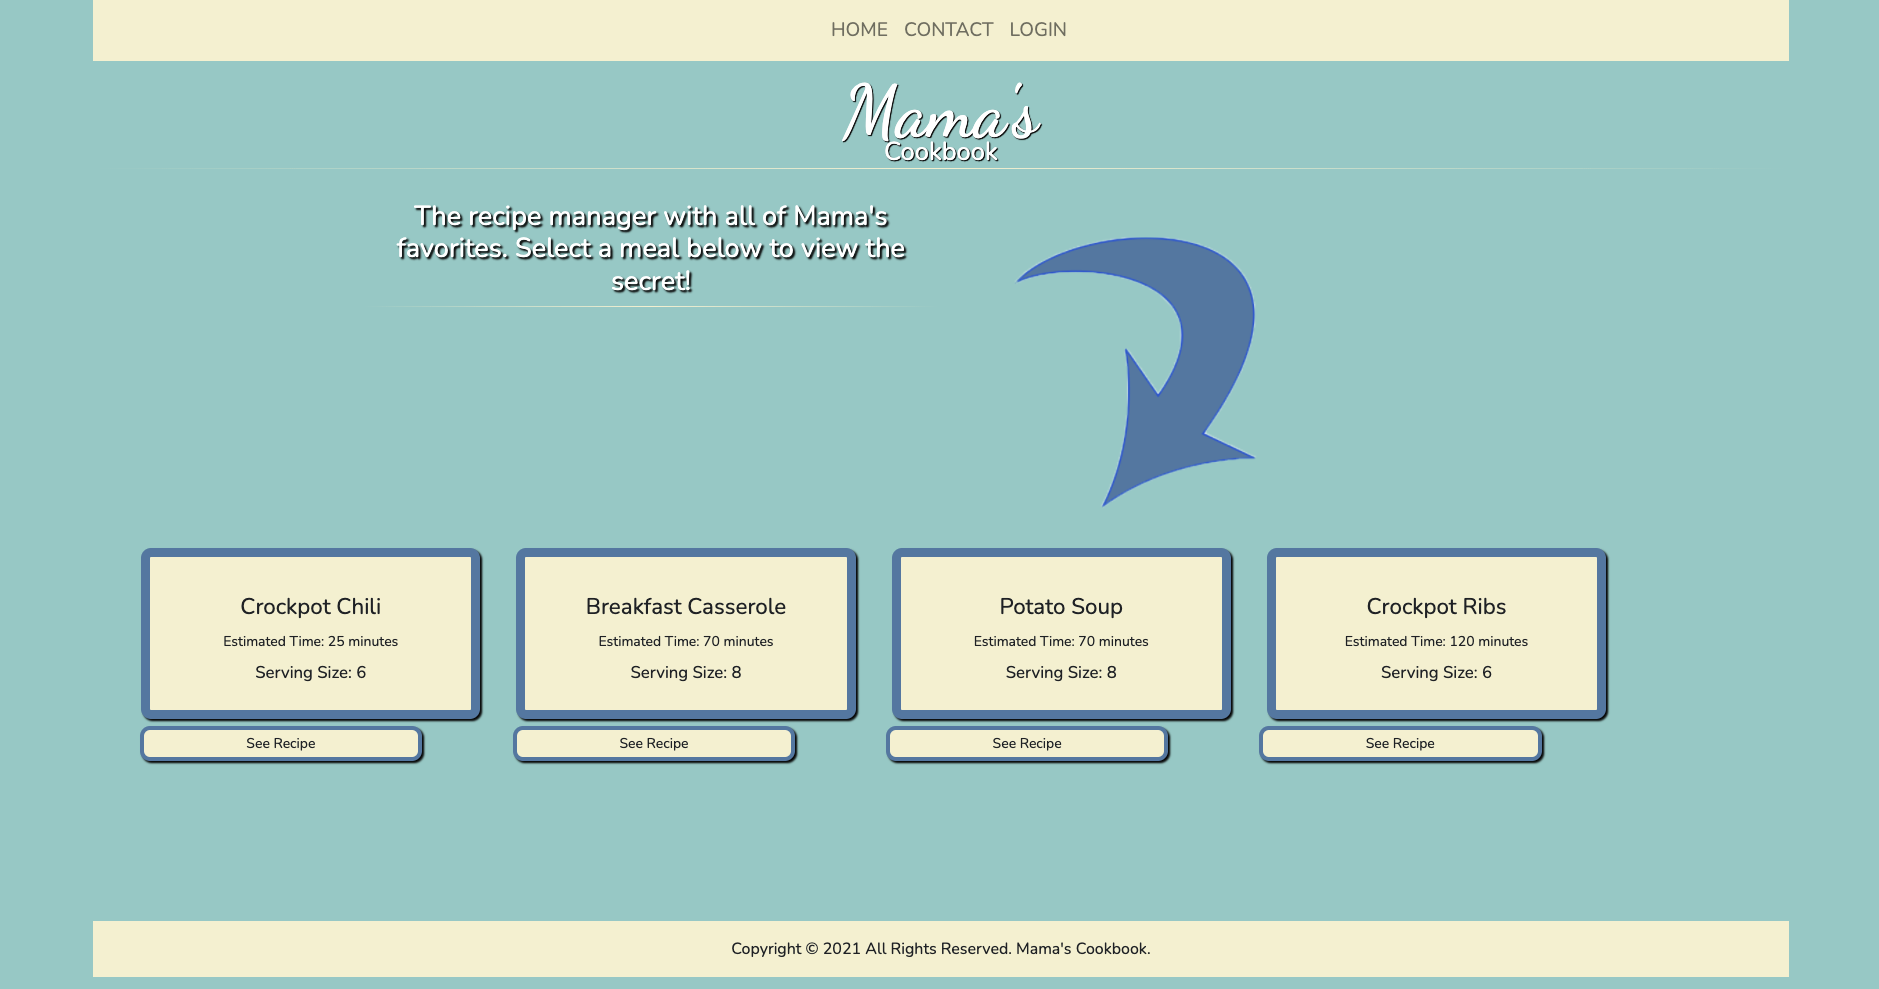 HOME CONTACT LOGIN
Mama's
Cookbook
The recipe manager with all of Mama's
favorites. Select a meal below to view the
secret!
Crockpot Chili
Estimated Time: 25 minutes
Serving Size: 6
See Recipe
Breakfast Casserole
Estimated Time: 70 minutes
Serving Size: 8
See Recipe
Potato Soup
Estimated Time: 70 minutes
Serving Size: 8
See Recipe
Crockpot Ribs
Estimated Time: 120 minutes
Serving Size: 6
See Recipe
Copyright © 2021 All Rights Reserved. Mama's Cookbook.